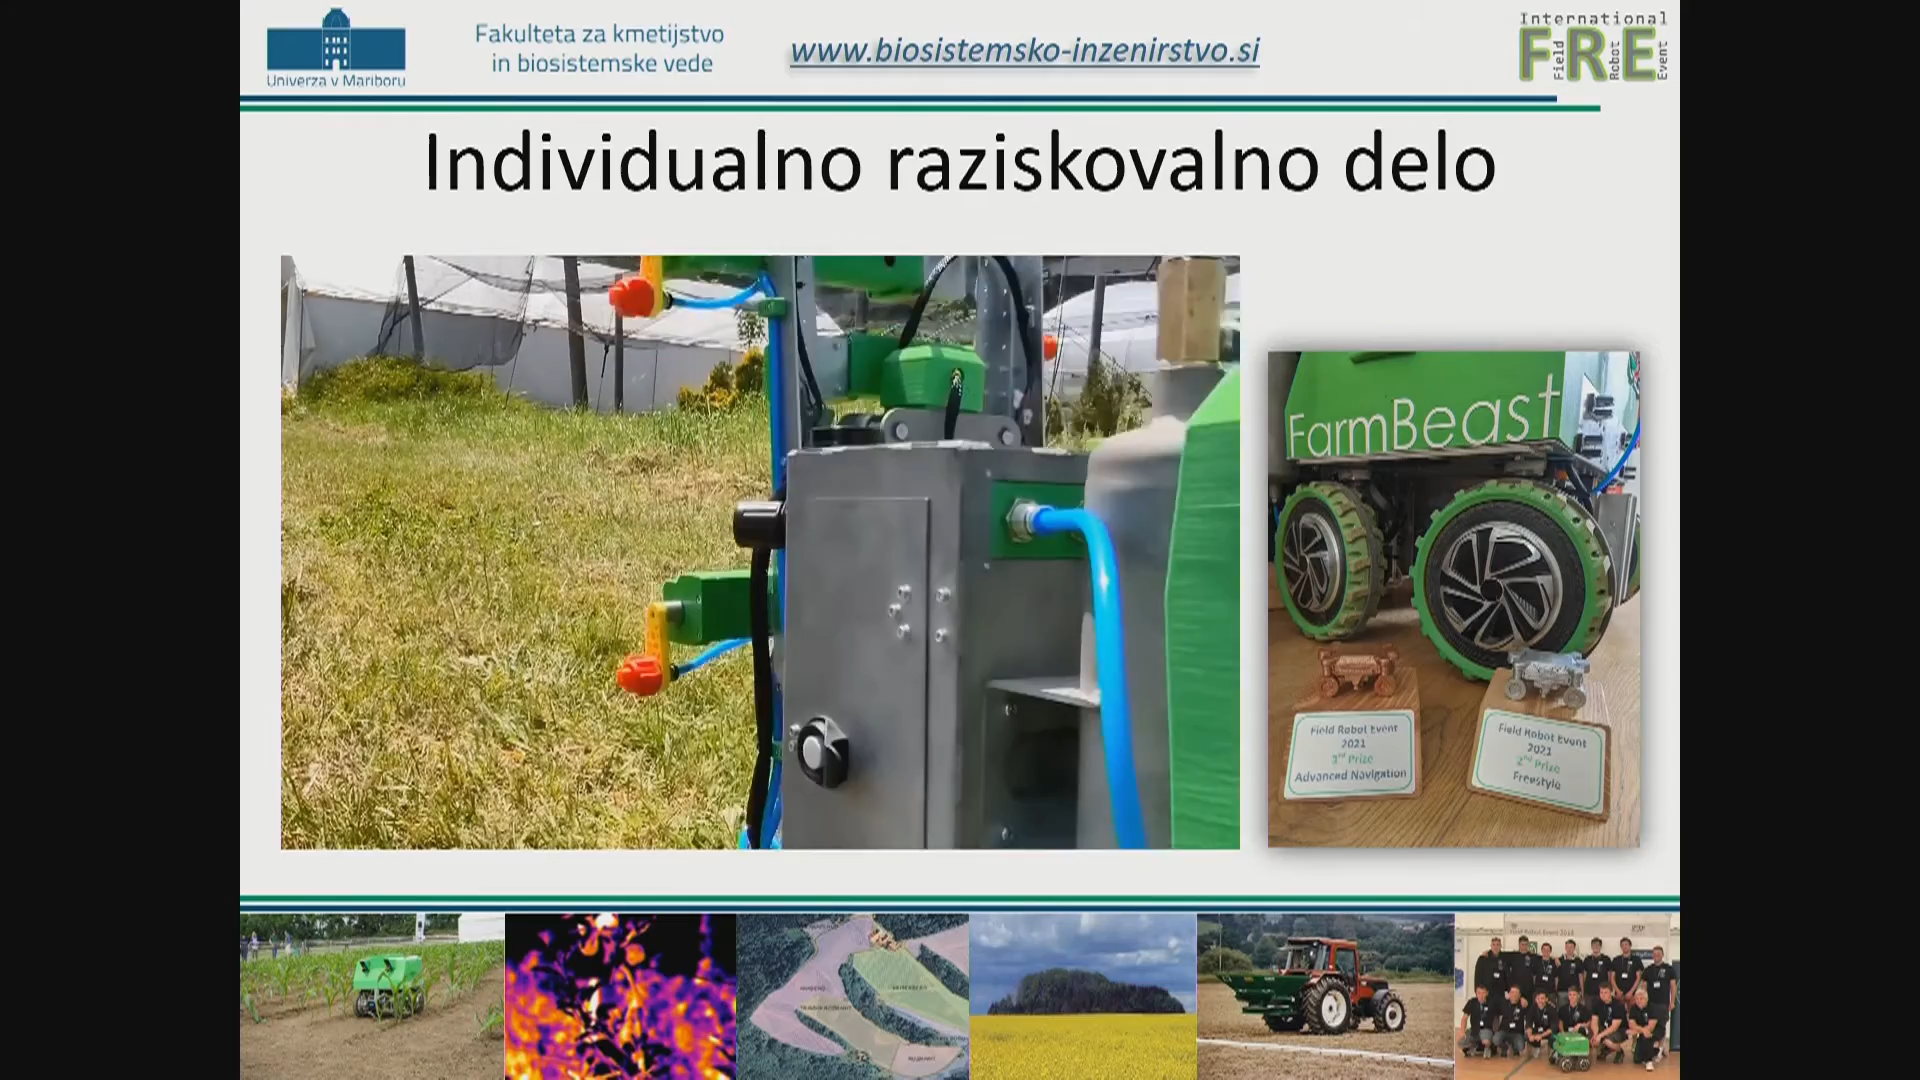 Univerza v Mariboru
Fakulteta za kmetijstvo
in biosistemske vede
www.biosistemsko-inzenirstvo.si
International
FRE
Field
Robot
Event
Individualno raziskovalno delo
FarmBeast
Field Robot Event
2021
3rd Prize
Advanced Navigation
Field Robot Event
2021
2nd Prize
Freestyle